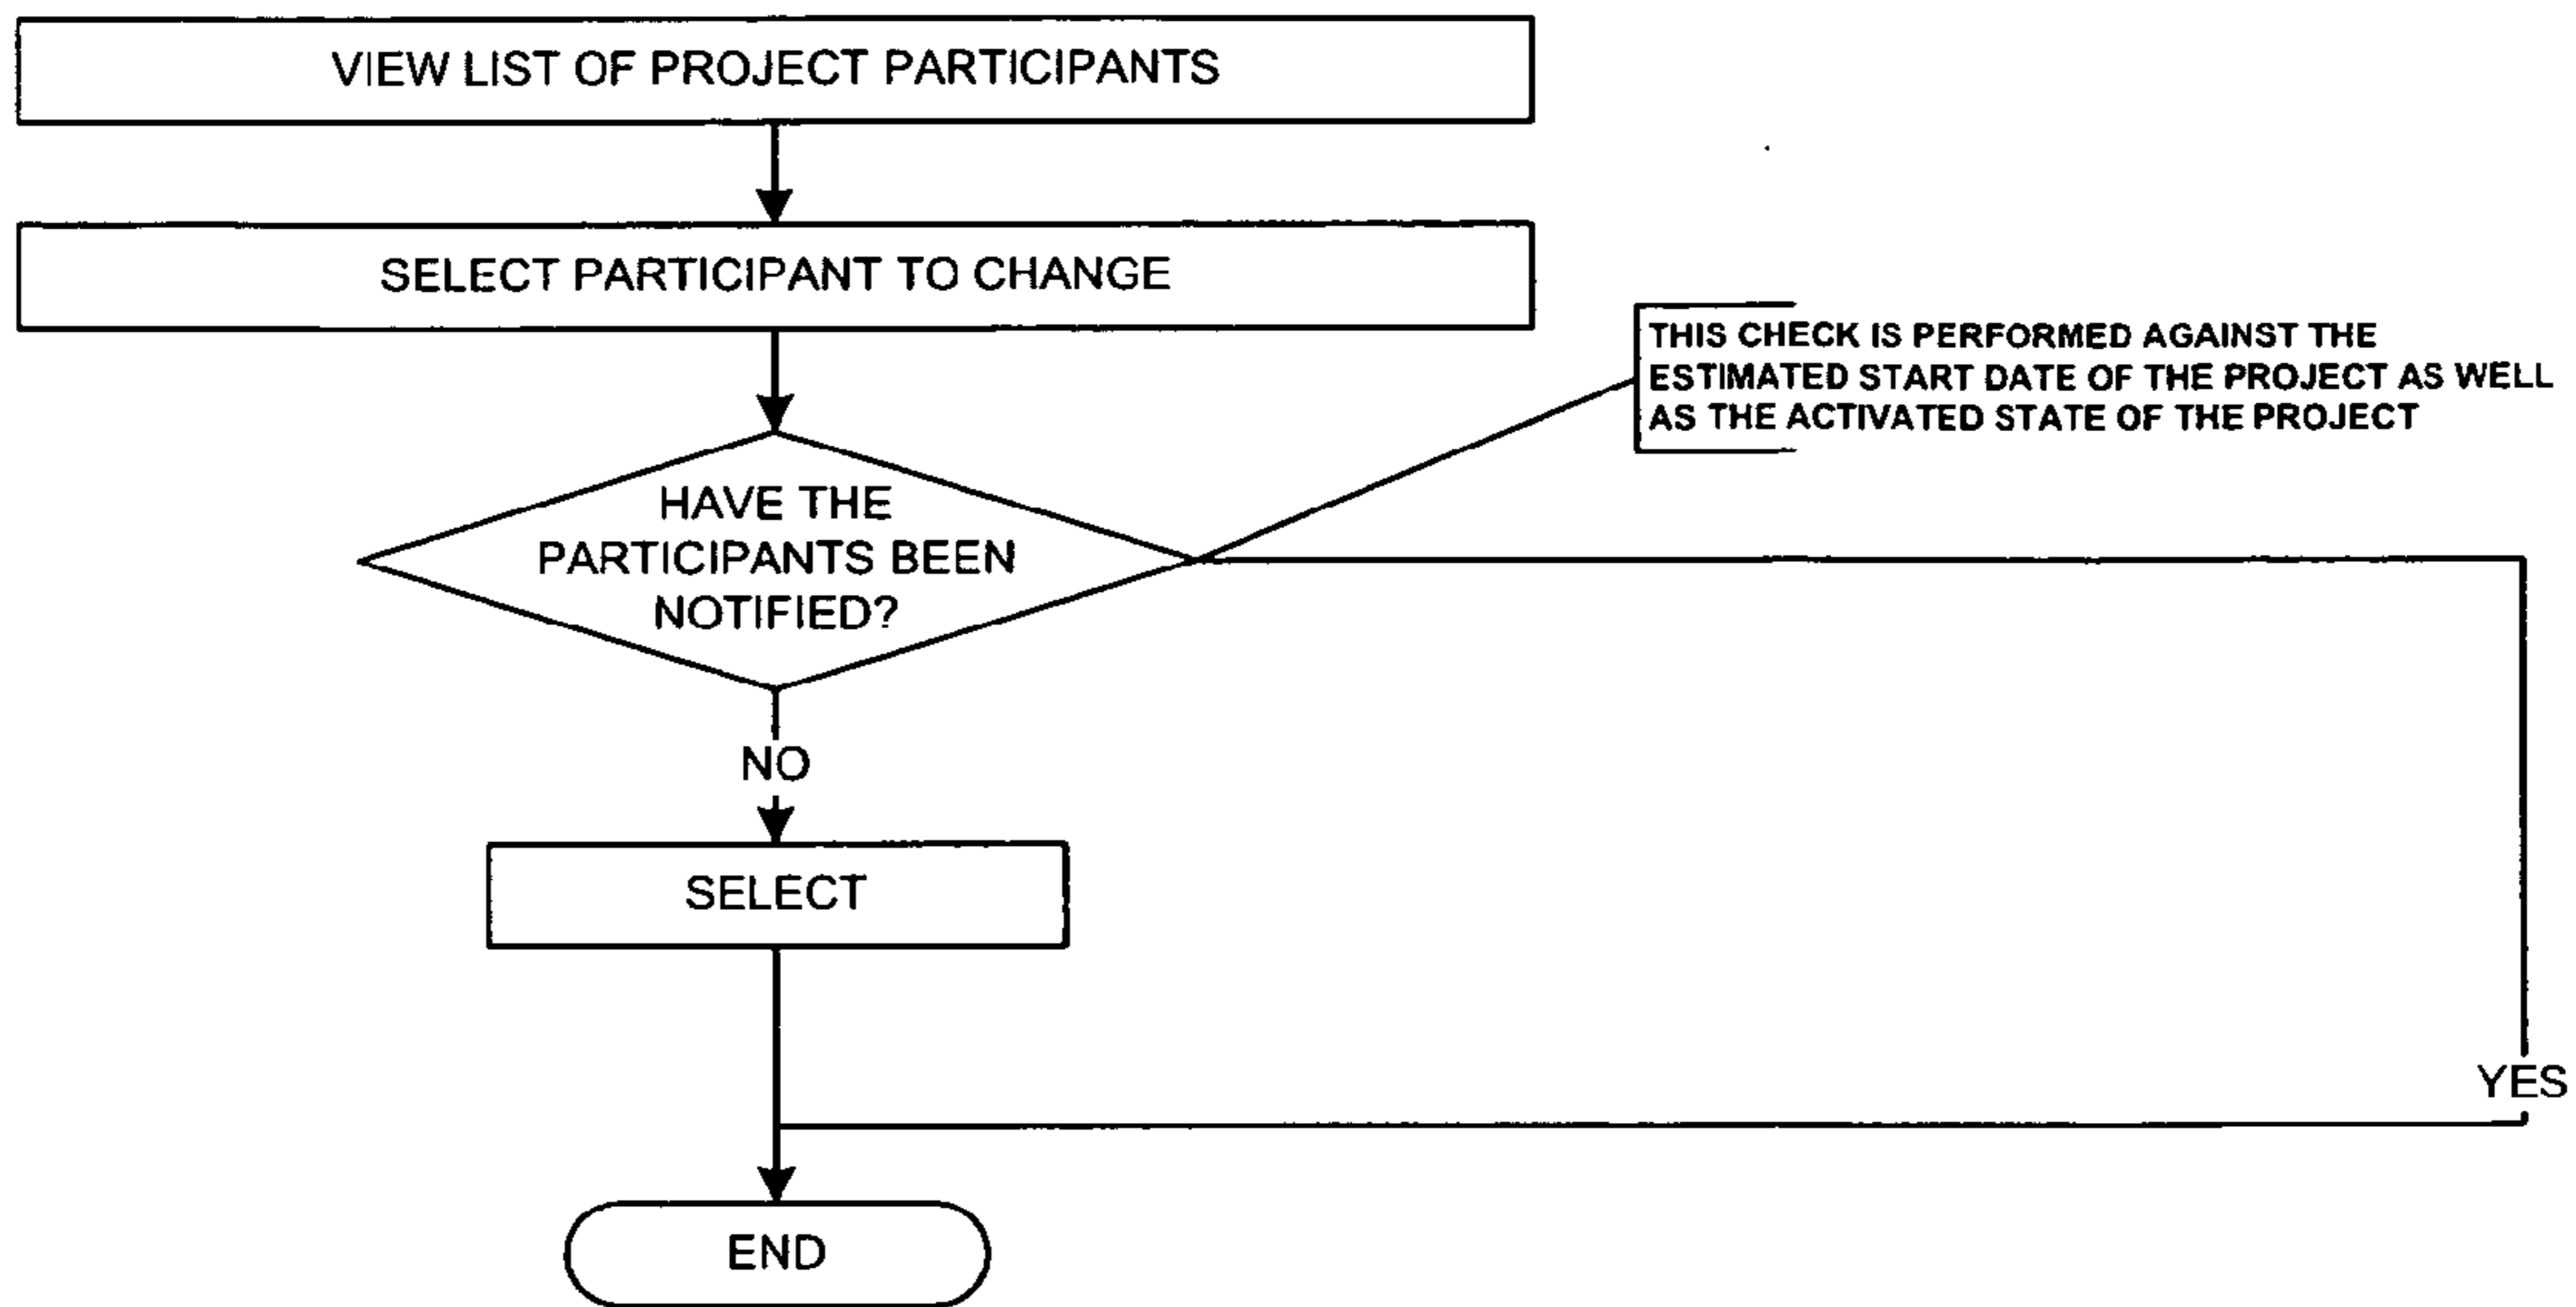 VIEW LIST OF PROJECT PARTICIPANTS
SELECT PARTICIPANT TO CHANGE
THIS CHECK IS PERFORMED AGAINST THE
ESTIMATED START DATE OF THE PROJECT AS WELL
AS THE ACTIVATED STATE OF THE PROJECT
HAVE THE
PARTICIPANTS BEEN
NOTIFIED?
NO
SELECT
YES
END